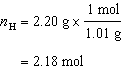 n_H = 2.20 g × 1 mol / 1.01 g
= 2.18 mol